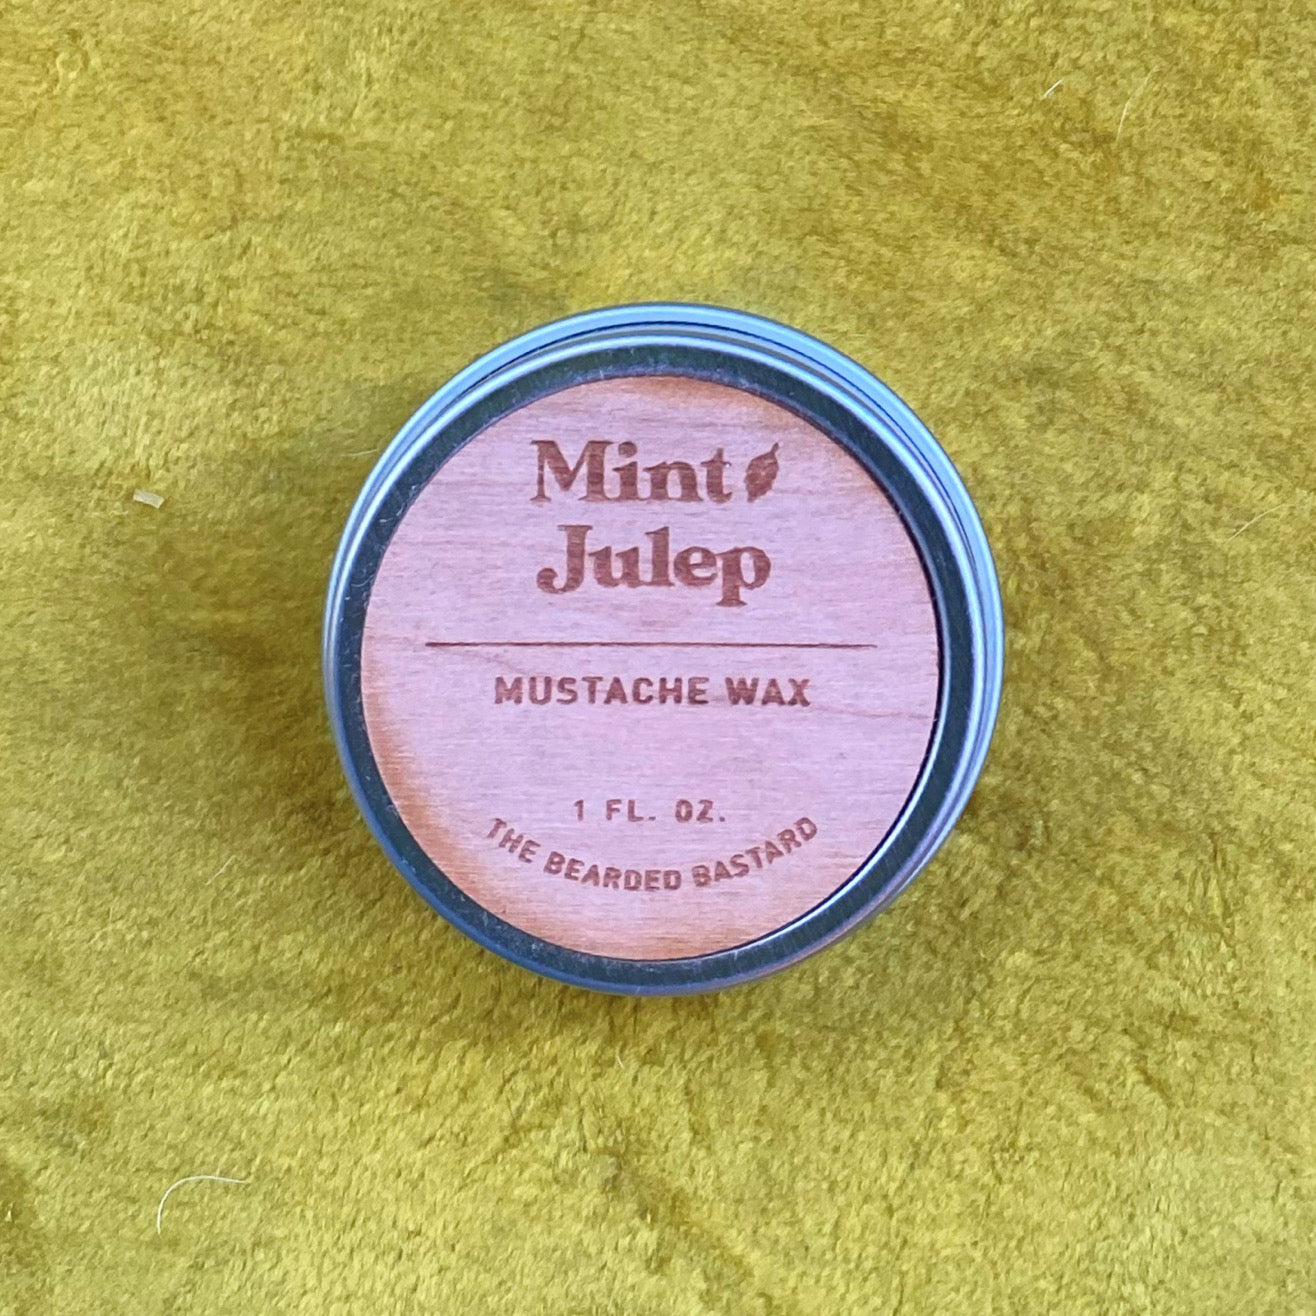 Mint
Julep
MUSTACHE WAX
1 FL. OZ.
THE BEARDED BASTARD